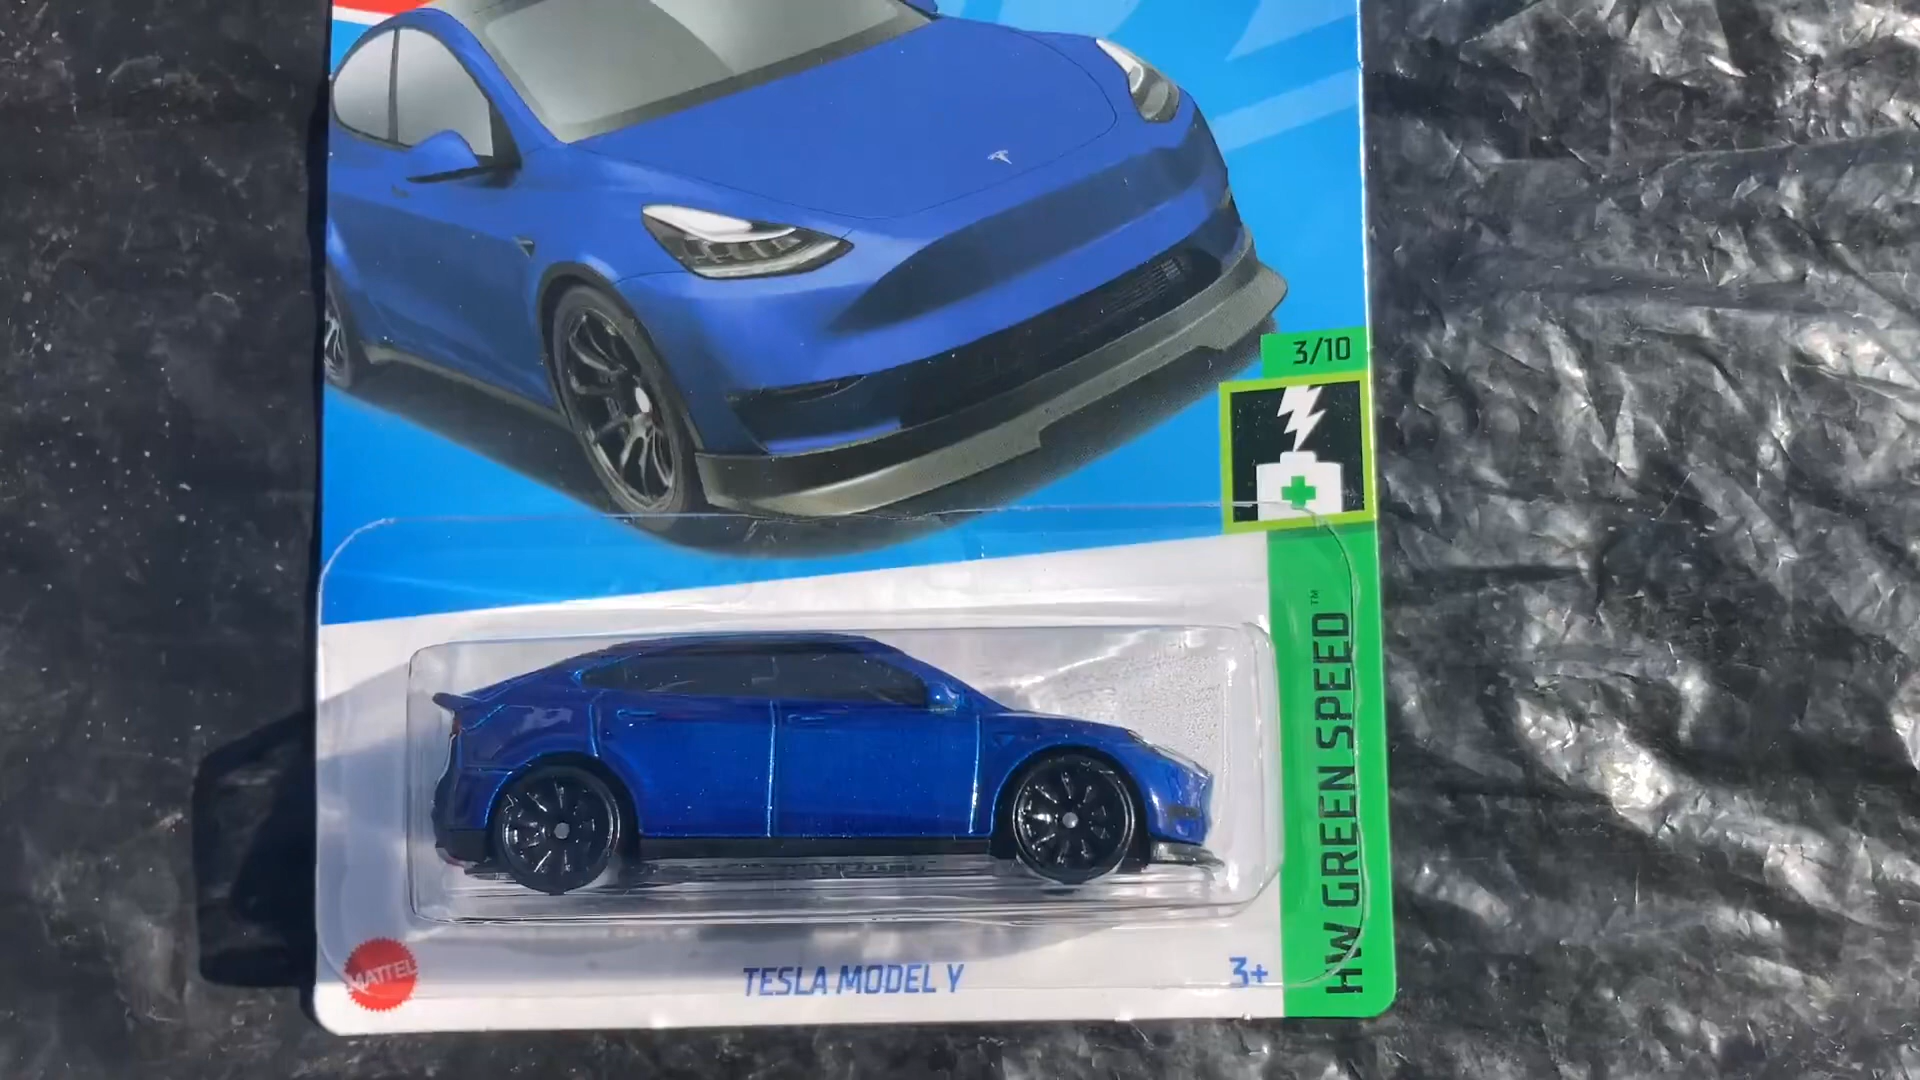 3/10
HW GREEN SPEED™
MATTEL
TESLA MODEL Y
3+